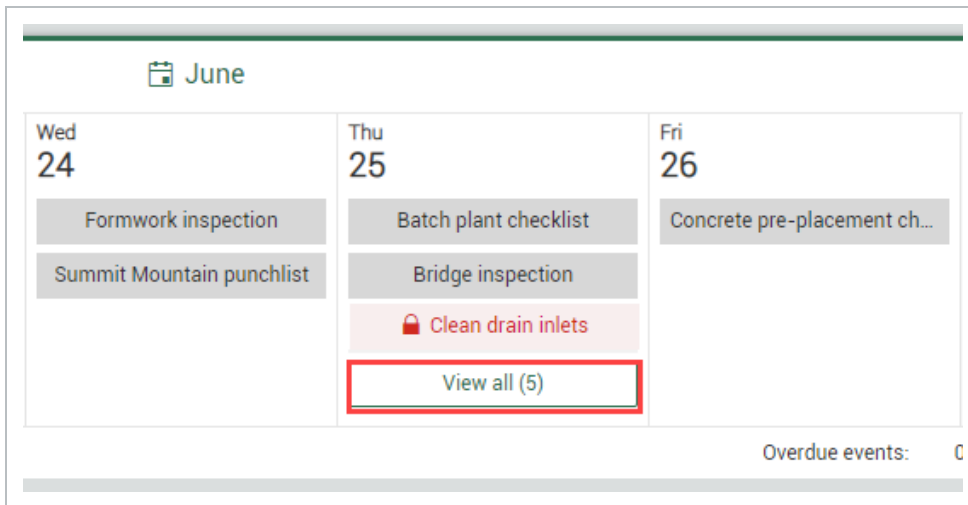 June
Wed
24
Formwork inspection
Summit Mountain punchlist
Thu
25
Batch plant checklist
Bridge inspection
Clean drain inlets
View all (5)
Fri
26
Concrete pre-placement ch...
Overdue events: 0